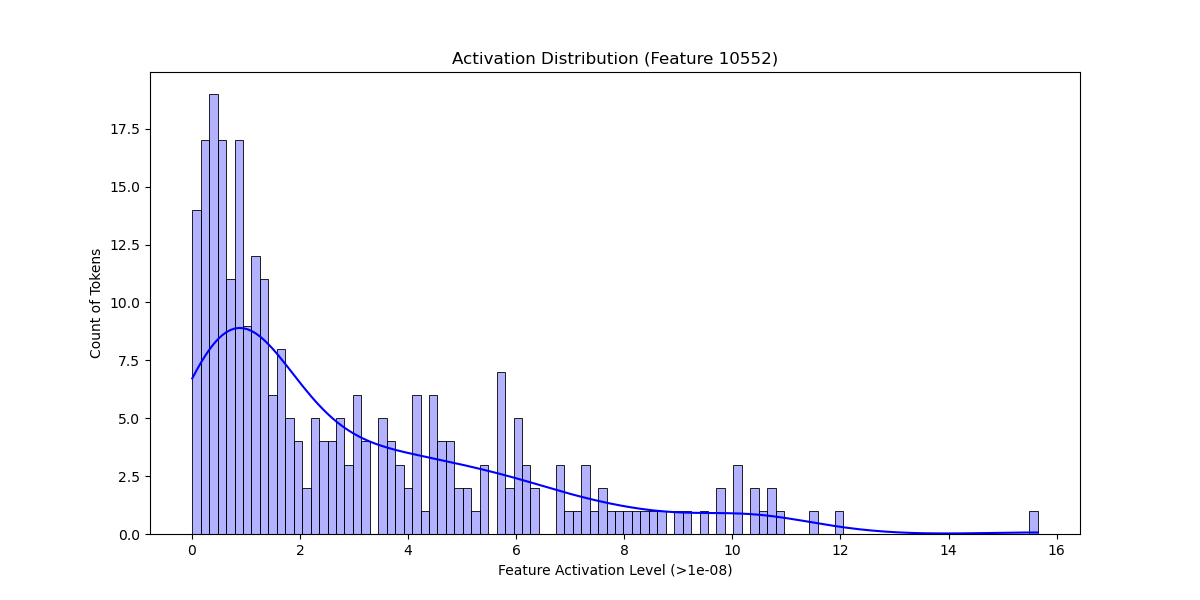 Activation Distribution (Feature 10552)
Count of Tokens
17.5
15.0
12.5
10.0
7.5
5.0
2.5
0.0
0 2 4 6 8 10 12 14 16
Feature Activation Level (>1e-08)